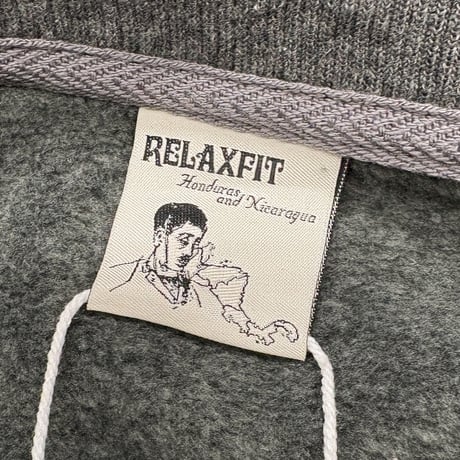 RELAXFIT
Honduras
and Nicaragua